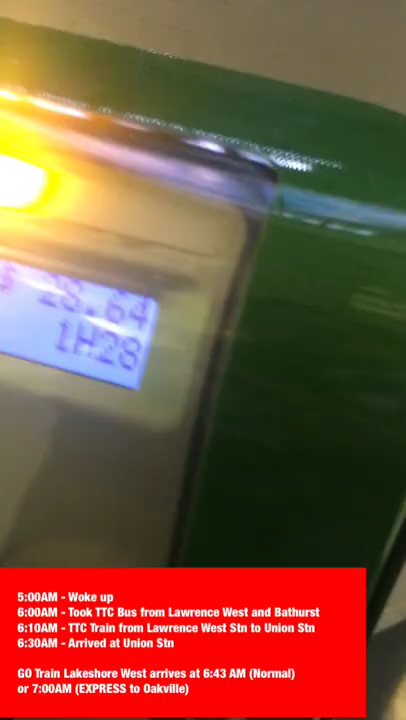 $ 28.64
1H28
5:00AM - Woke up
6:00AM - Took TTC Bus from Lawrence West and Bathurst
6:10AM - TTC Train from Lawrence West Stn to Union Stn
6:30AM - Arrived at Union Stn
GO Train Lakeshore West arrives at 6:43 AM (Normal)
or 7:00AM (EXPRESS to Oakville)